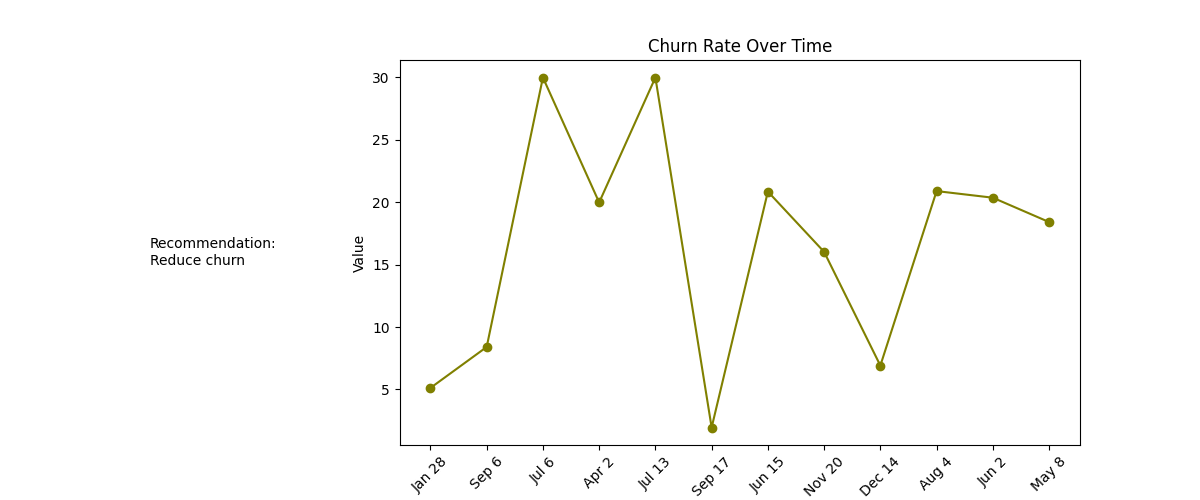 Churn Rate Over Time
Recommendation:
Reduce churn
Value
30
25
20
15
10
5
Jan 28
Sep 6
Jul 6
Apr 2
Jul 13
Sep 17
Jun 15
Nov 20
Dec 14
Aug 4
Jun 2
May 8